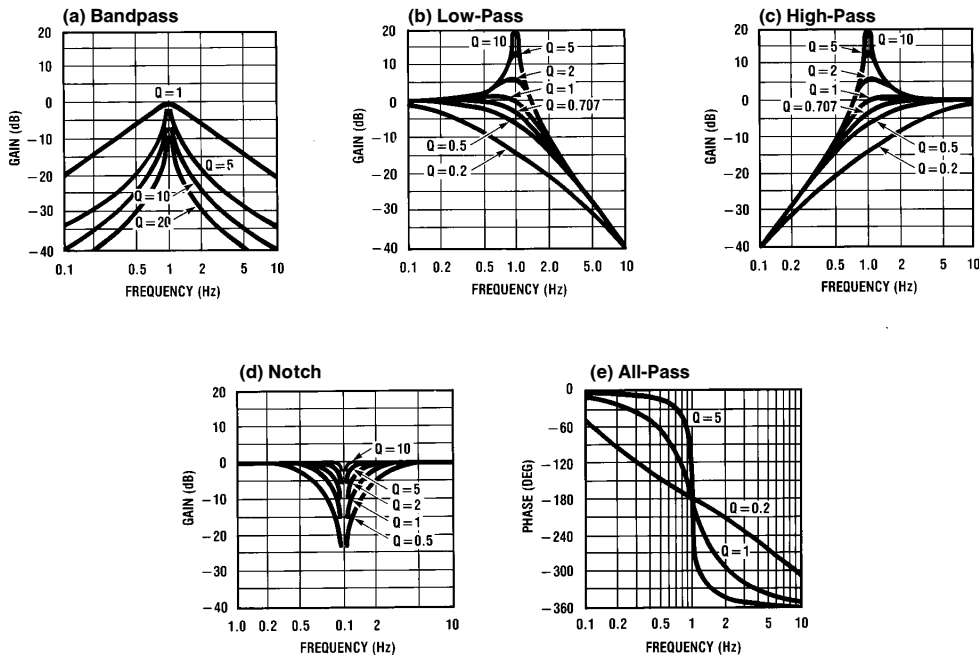 (a) Bandpass
20
10
0
−10
−20
−30
−40
GAIN (dB)
Q = 1
Q = 5
Q = 10
Q = 20
0.1 0.2 0.5 1 2 5 10
FREQUENCY (Hz)
(b) Low-Pass
20
10
0
−10
−20
−30
−40
GAIN (dB)
Q = 10
Q = 5
Q = 2
Q = 1
Q = 0.707
Q = 0.5
Q = 0.2
0.1 0.2 0.5 1.0 2.0 5.0 10
FREQUENCY (Hz)
(c) High-Pass
20
10
0
−10
−20
−30
−40
GAIN (dB)
Q = 10
Q = 5
Q = 2
Q = 1
Q = 0.707
Q = 0.5
Q = 0.2
0.1 0.2 0.5 1.0 2.0 5.0 10
FREQUENCY (Hz)
(d) Notch
20
10
0
−10
−20
−30
−40
GAIN (dB)
Q = 10
Q = 5
Q = 2
Q = 1
Q = 0.5
1.0 0.2 0.5 0.1 2 5 10
FREQUENCY (Hz)
(e) All-Pass
0
−60
−120
−180
−240
−300
−360
PHASE (DEG)
Q = 5
Q = 0.2
Q = 1
0.1 0.2 0.5 1 2 5 10
FREQUENCY (Hz)